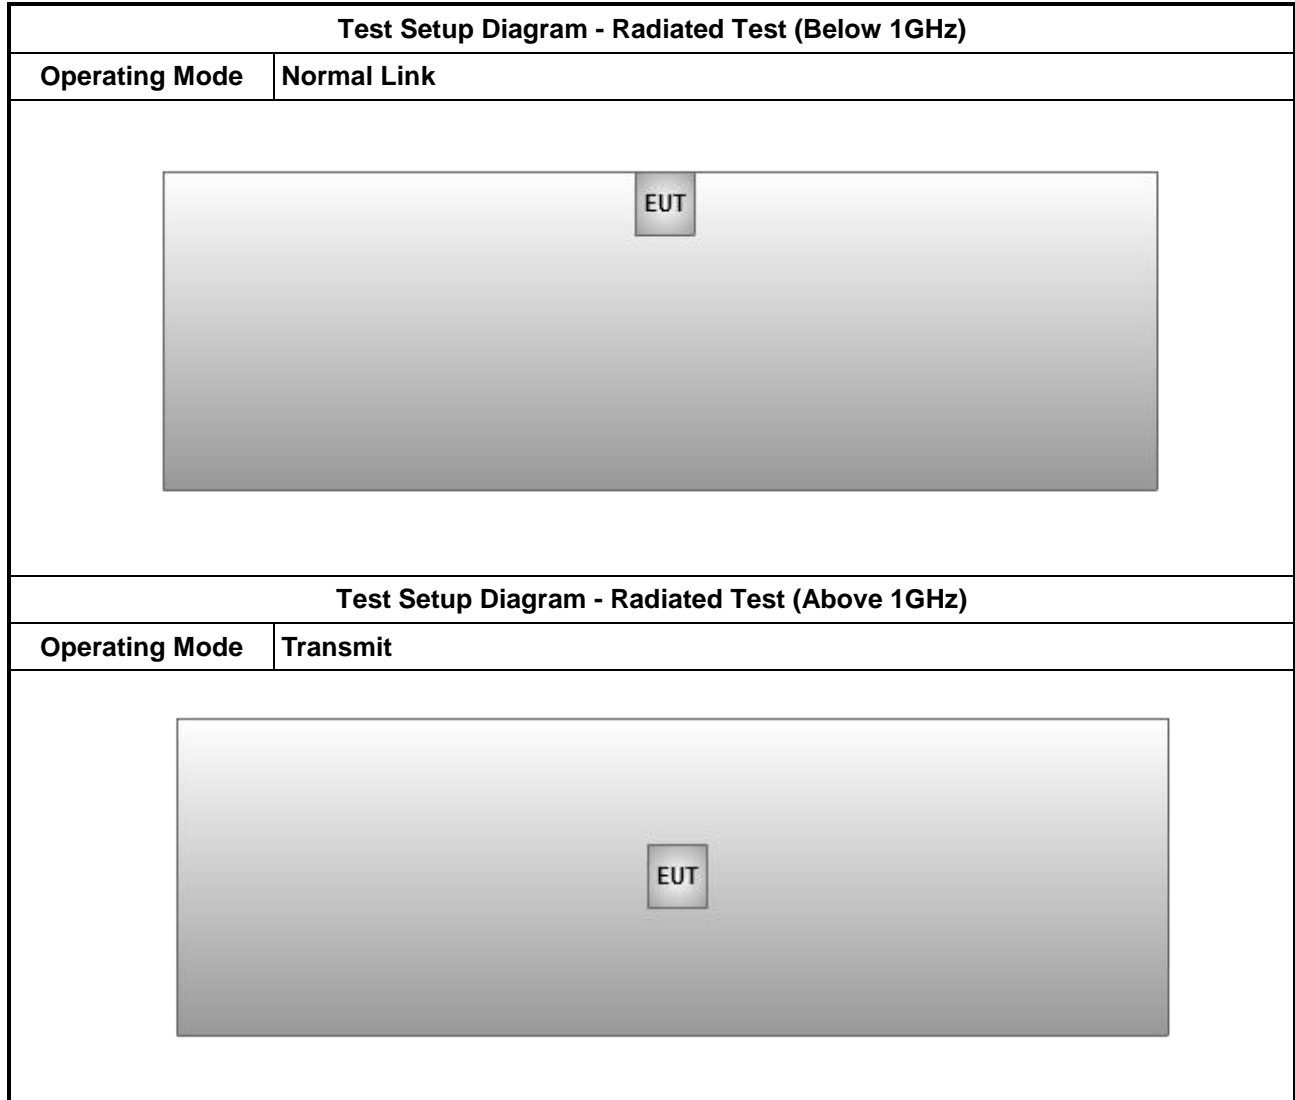 Test Setup Diagram - Radiated Test (Below 1GHz)
Operating Mode Normal Link
EUT
Test Setup Diagram - Radiated Test (Above 1GHz)
Operating Mode Transmit
EUT